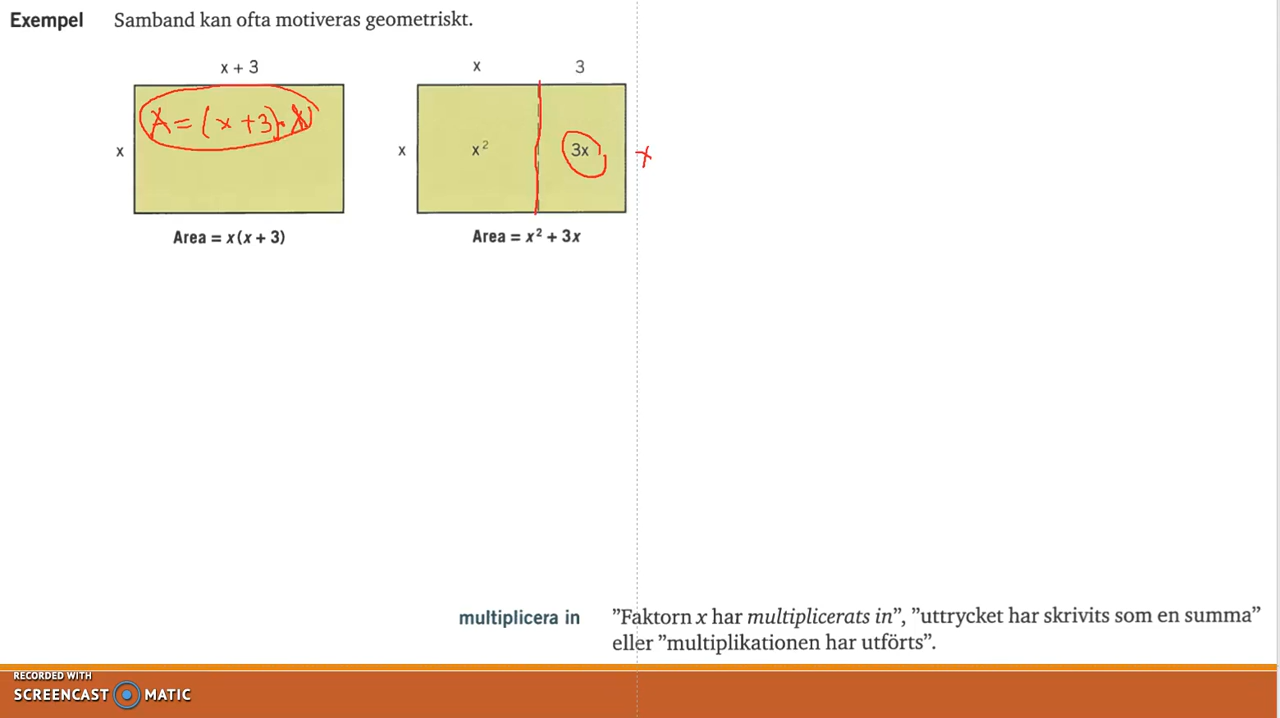 Exempel Samband kan ofta motiveras geometriskt.
x + 3
x
A = (x + 3) · x
Area = x(x + 3)
x 3
x
x²
3x
x
Area = x² + 3x
multiplicera in ”Faktorn x har multiplicerats in”, ”uttrycket har skrivits som en summa”
eller ”multiplikationen har utförts”.
RECORDED WITH
SCREENCAST MATIC